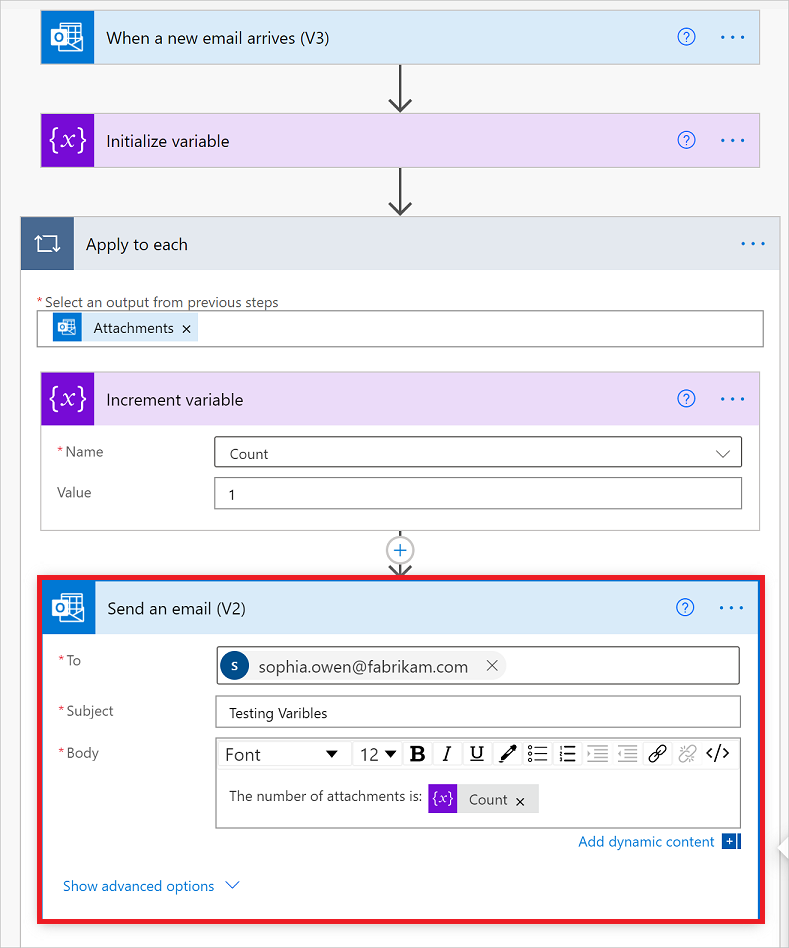 When a new email arrives (V3)
{x} Initialize variable
Apply to each
* Select an output from previous steps
Attachments ×
{x} Increment variable
* Name Count
Value 1
Send an email (V2)
* To S sophia.owen@fabrikam.com ×
* Subject Testing Varibles
* Body Font 12 B I U </>
The number of attachments is: {x} Count ×
Add dynamic content
Show advanced options